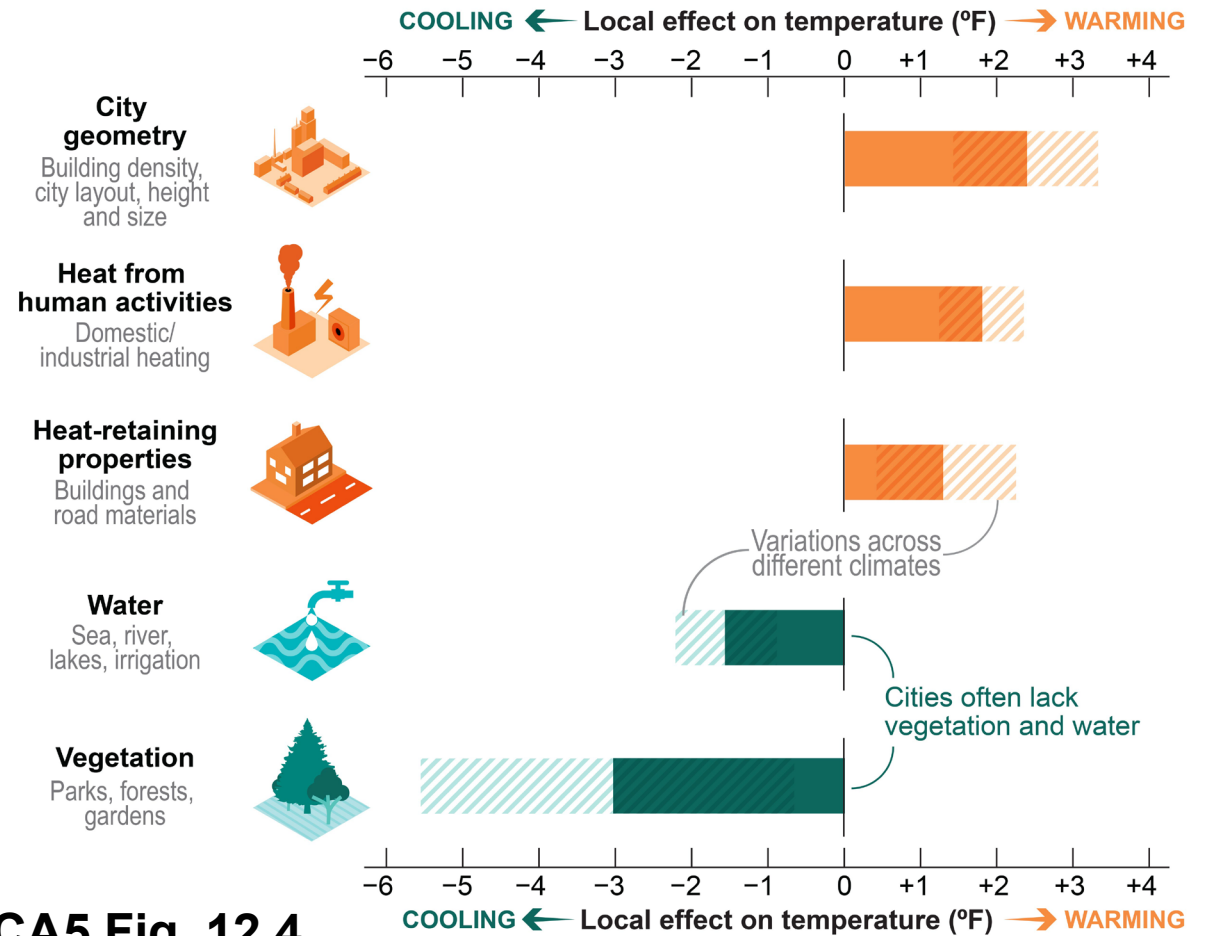 COOLING ← Local effect on temperature (ºF) → WARMING
−6 −5 −4 −3 −2 −1 0 +1 +2 +3 +4
City
geometry
Building density,
city layout, height
and size
Heat from
human activities
Domestic/
industrial heating
Heat-retaining
properties
Buildings and
road materials
Variations across
different climates
Water
Sea, river,
lakes, irrigation
Cities often lack
vegetation and water
Vegetation
Parks, forests,
gardens
−6 −5 −4 −3 −2 −1 0 +1 +2 +3 +4
COOLING ← Local effect on temperature (ºF) → WARMING
CA5 Fig. 12.4